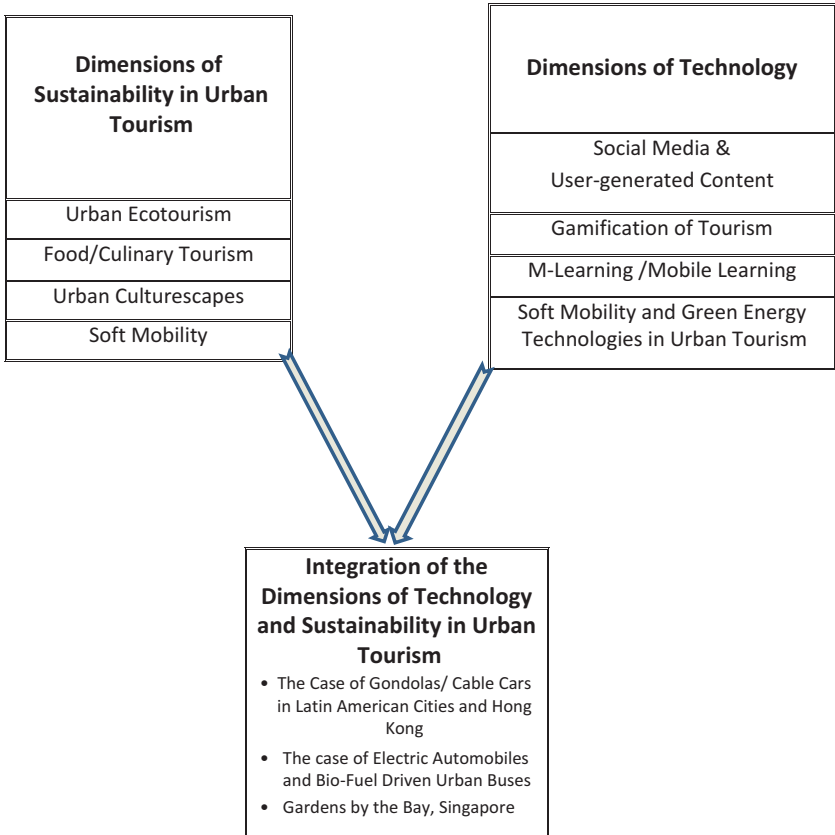 Dimensions of
Sustainability in Urban
Tourism
Urban Ecotourism
Food/Culinary Tourism
Urban Culturescapes
Soft Mobility
Dimensions of Technology
Social Media &
User-generated Content
Gamification of Tourism
M-Learning /Mobile Learning
Soft Mobility and Green Energy
Technologies in Urban Tourism
Integration of the
Dimensions of Technology
and Sustainability in Urban
Tourism
• The Case of Gondolas/ Cable Cars
in Latin American Cities and Hong
Kong
• The case of Electric Automobiles
and Bio-Fuel Driven Urban Buses
• Gardens by the Bay, Singapore